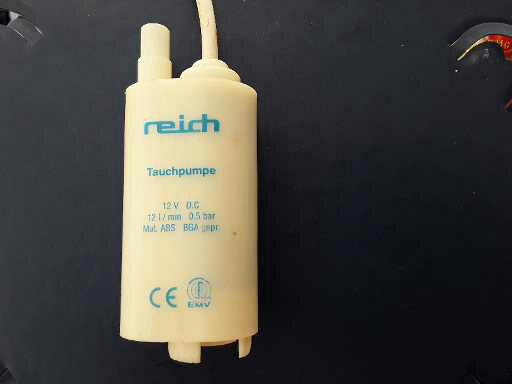 reich
Tauchpumpe
12 V D.C
12 l / min 0.5 bar
Mat. ABS BGA gepr.
CE
EMV